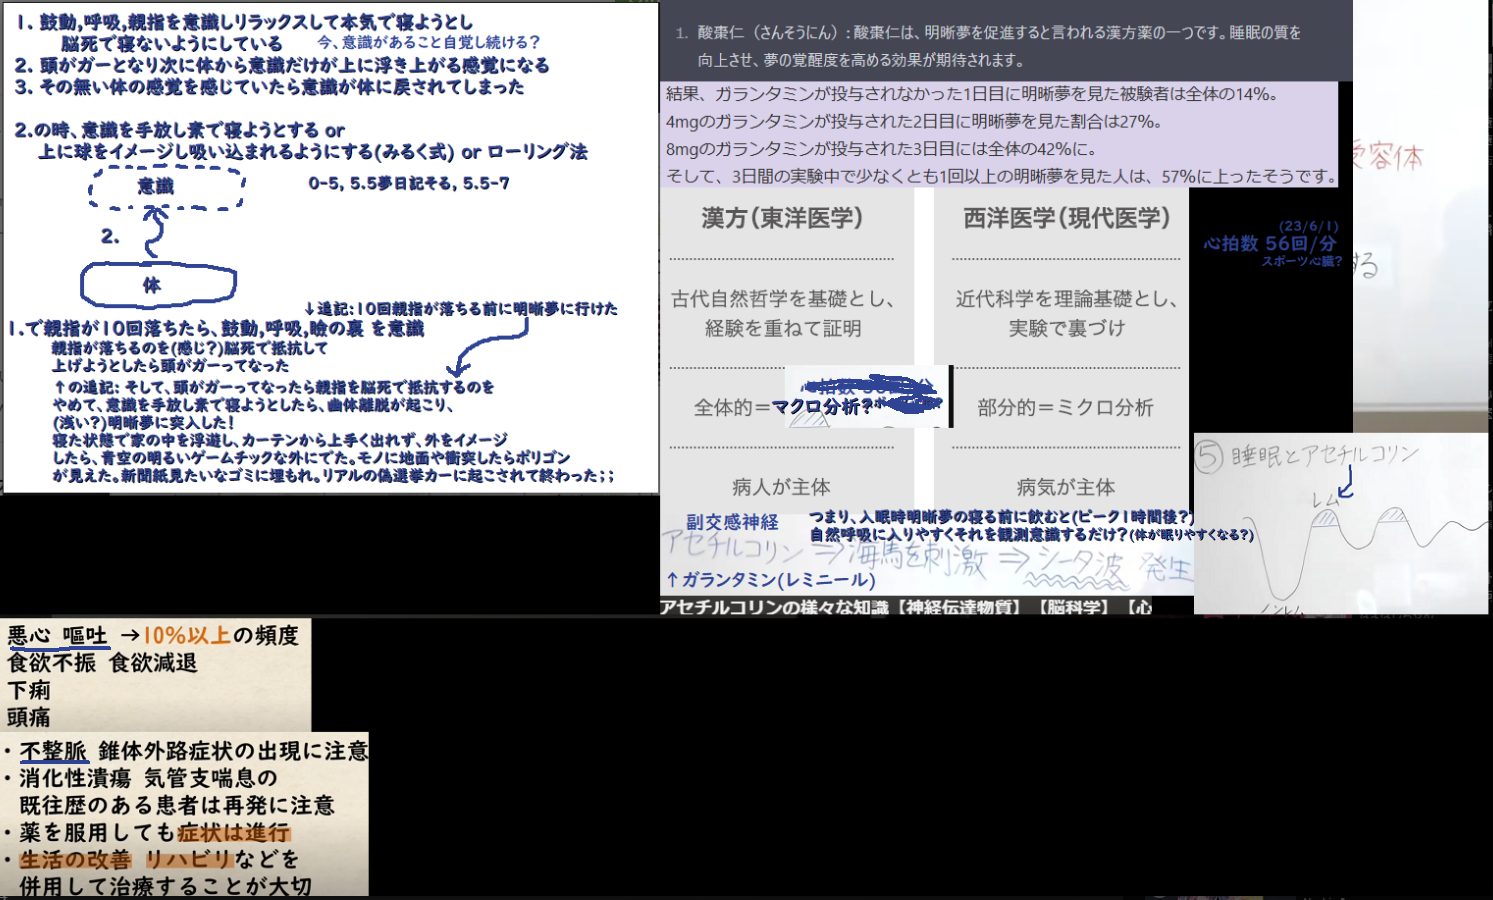 1. 鼓動,呼吸,親指を意識しリラックスして本気で寝ようとし
脳死で寝ないようにしている 今、意識があること自覚し続ける?
2. 頭がガーとなり次に体から意識だけが上に浮き上がる感覚になる
3. その無い体の感覚を感じていたら意識が体に戻されてしまった
2.の時、意識を手放し素で寝ようとする or
上に球をイメージし吸い込まれるようにする(みるく式) or ローリング法
意識
0-5, 5.5夢日記そる, 5.5-7
2.
体
↓追記:10回親指が落ちる前に明晰夢に行けた
1.で親指が10回落ちたら、鼓動,呼吸,瞼の裏 を意識
親指が落ちるのを(感じ?)脳死で抵抗して
上げようとしたら頭がガーってなった
↑の追記: そして、頭がガーってなったら親指を脳死で抵抗するのを
やめて、意識を手放し素で寝ようとしたら、幽体離脱が起こり、
(浅い?)明晰夢に突入した!
寝た状態で家の中を浮遊し、カーテンから上手く出れず、外をイメージ
したら、青空の明るいゲームチックな外にでた。モノに地面や衝突したらポリゴン
が見えた。新聞紙見たいなゴミに埋もれ。リアルの偽選挙カーに起こされて終わった;;
1. 酸棗仁（さんそうにん）: 酸棗仁は、明晰夢を促進すると言われる漢方薬の一つです。睡眠の質を
向上させ、夢の覚醒度を高める効果が期待されます。
結果、ガランタミンが投与されなかった1日目に明晰夢を見た被験者は全体の14%。
4mgのガランタミンが投与された2日目に明晰夢を見た割合は27%。
8mgのガランタミンが投与された3日目には全体の42%に。
そして、3日間の実験中で少なくとも1回以上の明晰夢を見た人は、57%に上ったそうです。
漢方(東洋医学)
古代自然哲学を基礎とし、
経験を重ねて証明
全体的=マクロ分析?
病人が主体
西洋医学(現代医学)
近代科学を理論基礎とし、
実験で裏づけ
部分的=ミクロ分析
病気が主体
受容体
(23/6/1)
心拍数 56回/分
スポーツ心臓?
する
副交感神経
つまり、入眠時明晰夢の寝る前に飲むと(ピーク1時間後?)
自然呼吸に入りやすくそれを観測意識するだけ?(体が眠りやすくなる?)
アセチルコリン ⇒海馬を刺激 ⇒シータ波 発生
↑ガランタミン(レミニール)
アセチルコリンの様々な知識【神経伝達物質】【脳科学】【心
⑤睡眠とアセチルコリン
レム
ノンレム
悪心 嘔吐 →10%以上の頻度
食欲不振 食欲減退
下痢
頭痛
・不整脈 錐体外路症状の出現に注意
・消化性潰瘍 気管支喘息の
既往歴のある患者は再発に注意
・薬を服用しても症状は進行
・生活の改善 リハビリなどを
併用して治療することが大切